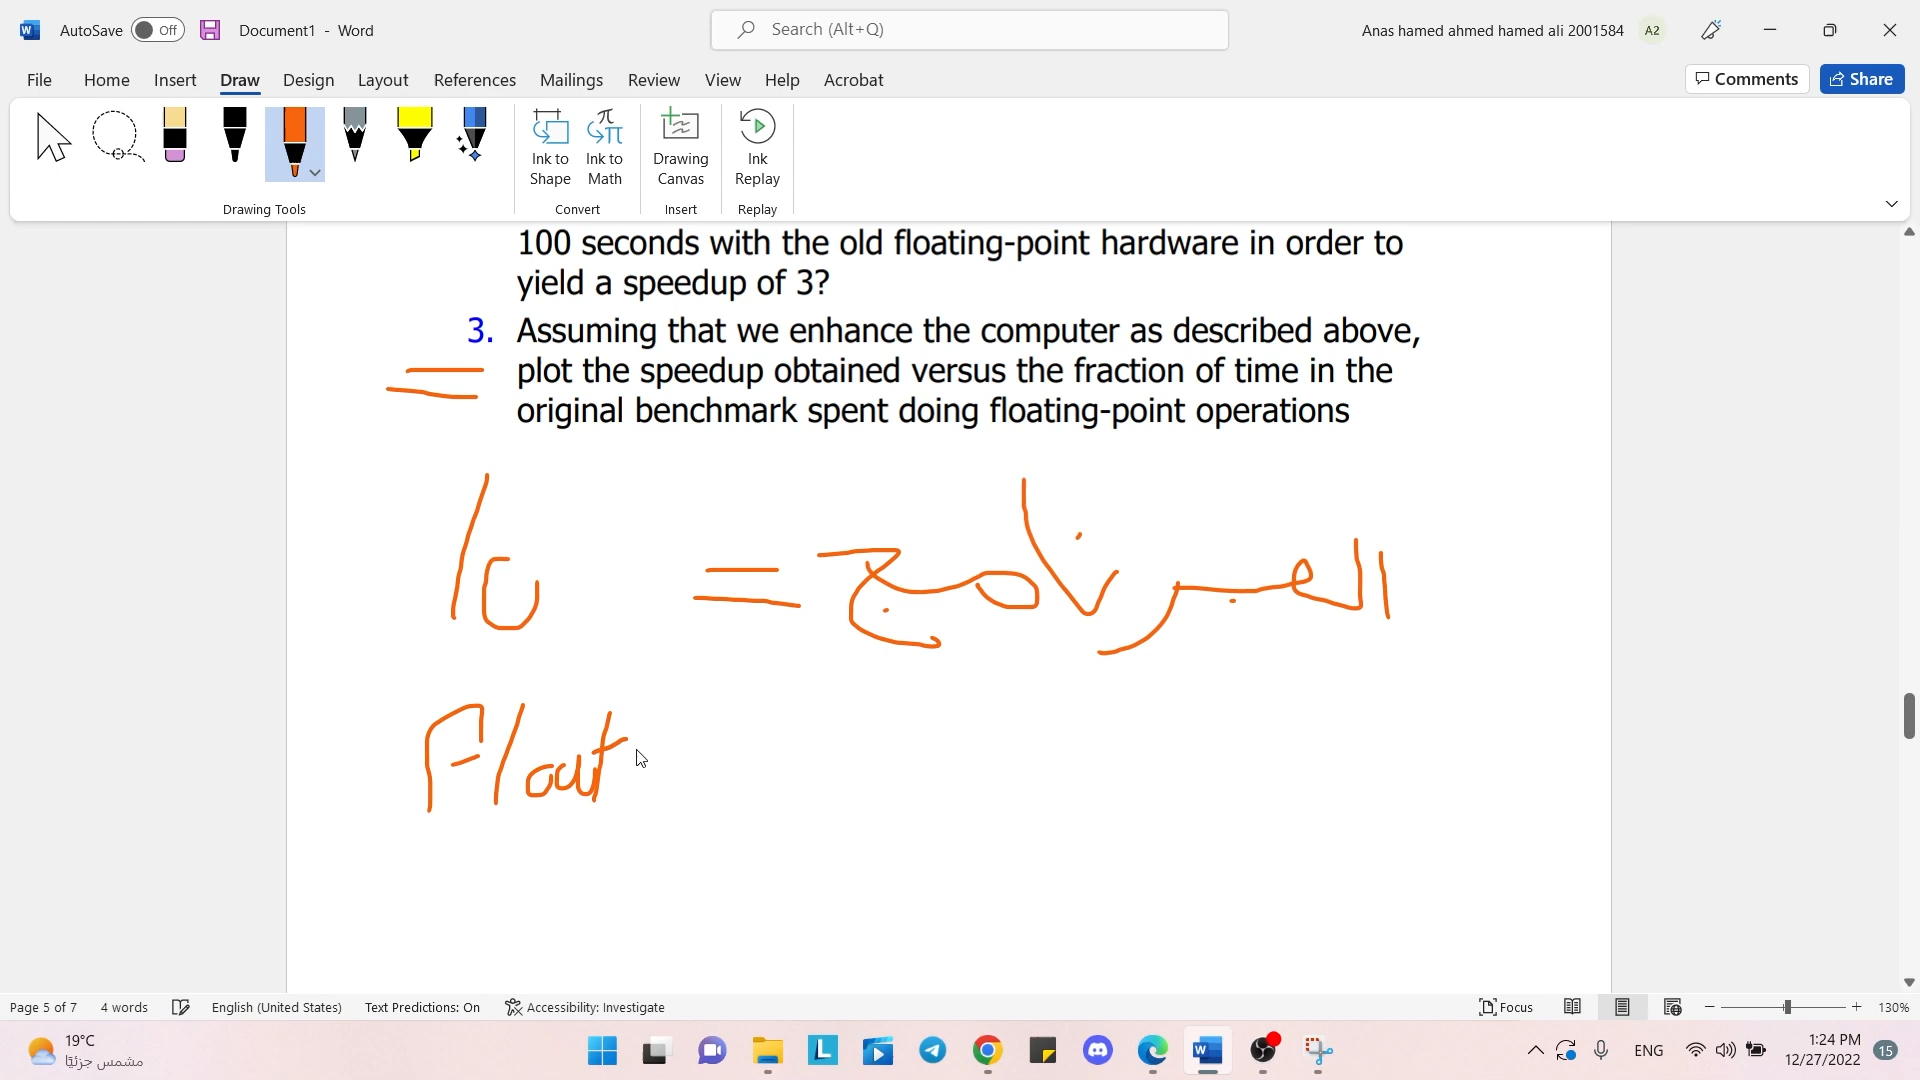 AutoSave Off Document1 - Word Search (Alt+Q) Anas hamed ahmed hamed ali 2001584 A2
File Home Insert Draw Design Layout References Mailings Review View Help Acrobat Comments Share
Ink to Shape Ink to Math Drawing Canvas Ink Replay
Drawing Tools Convert Insert Replay
100 seconds with the old floating-point hardware in order to
yield a speedup of 3?
3. Assuming that we enhance the computer as described above,
plot the speedup obtained versus the fraction of time in the
original benchmark spent doing floating-point operations
=
Float
Page 5 of 7 4 words English (United States) Text Predictions: On Accessibility: Investigate Focus 130%
19°C
مشمس جزئيًا
ENG 1:24 PM
12/27/2022 15